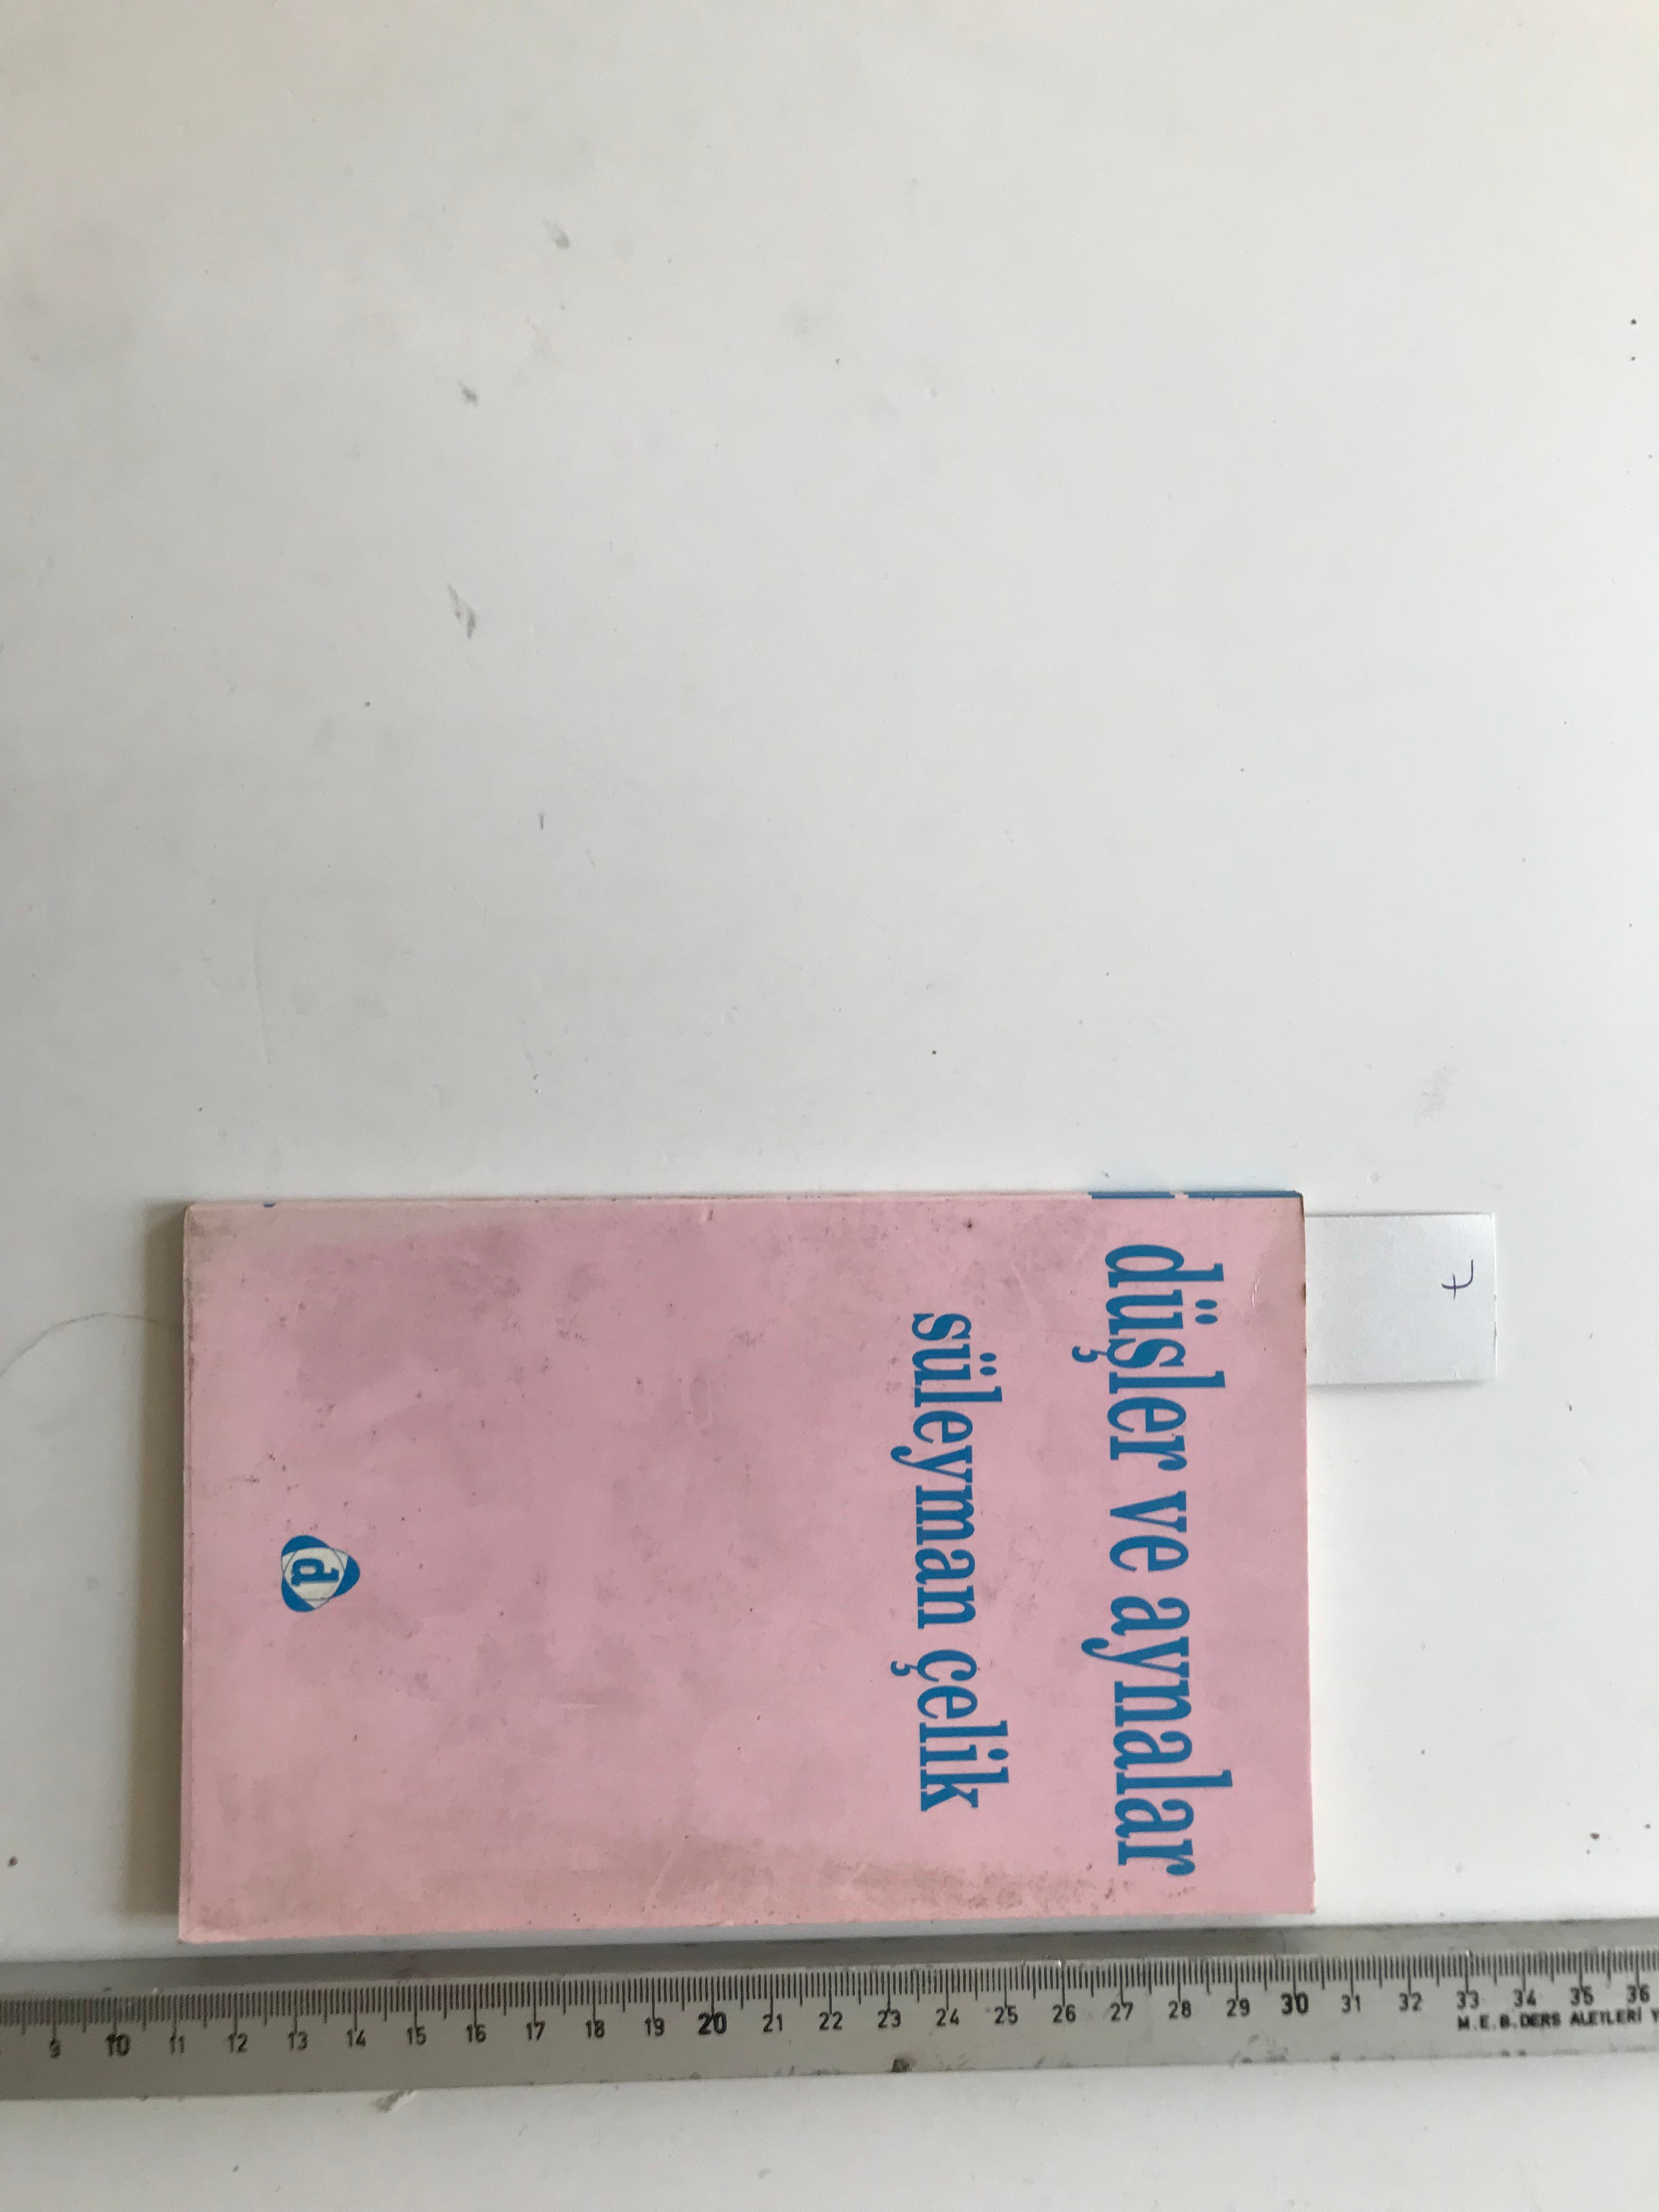 düşler ve aynalar
süleyman çelik
d
t
9 10 11 12 13 14 15 16 17 18 19 20 21 22 23 24 25 26 27 28 29 30 31 32 33 34 35 36
M.E.B. DERS ALETLERİ Y